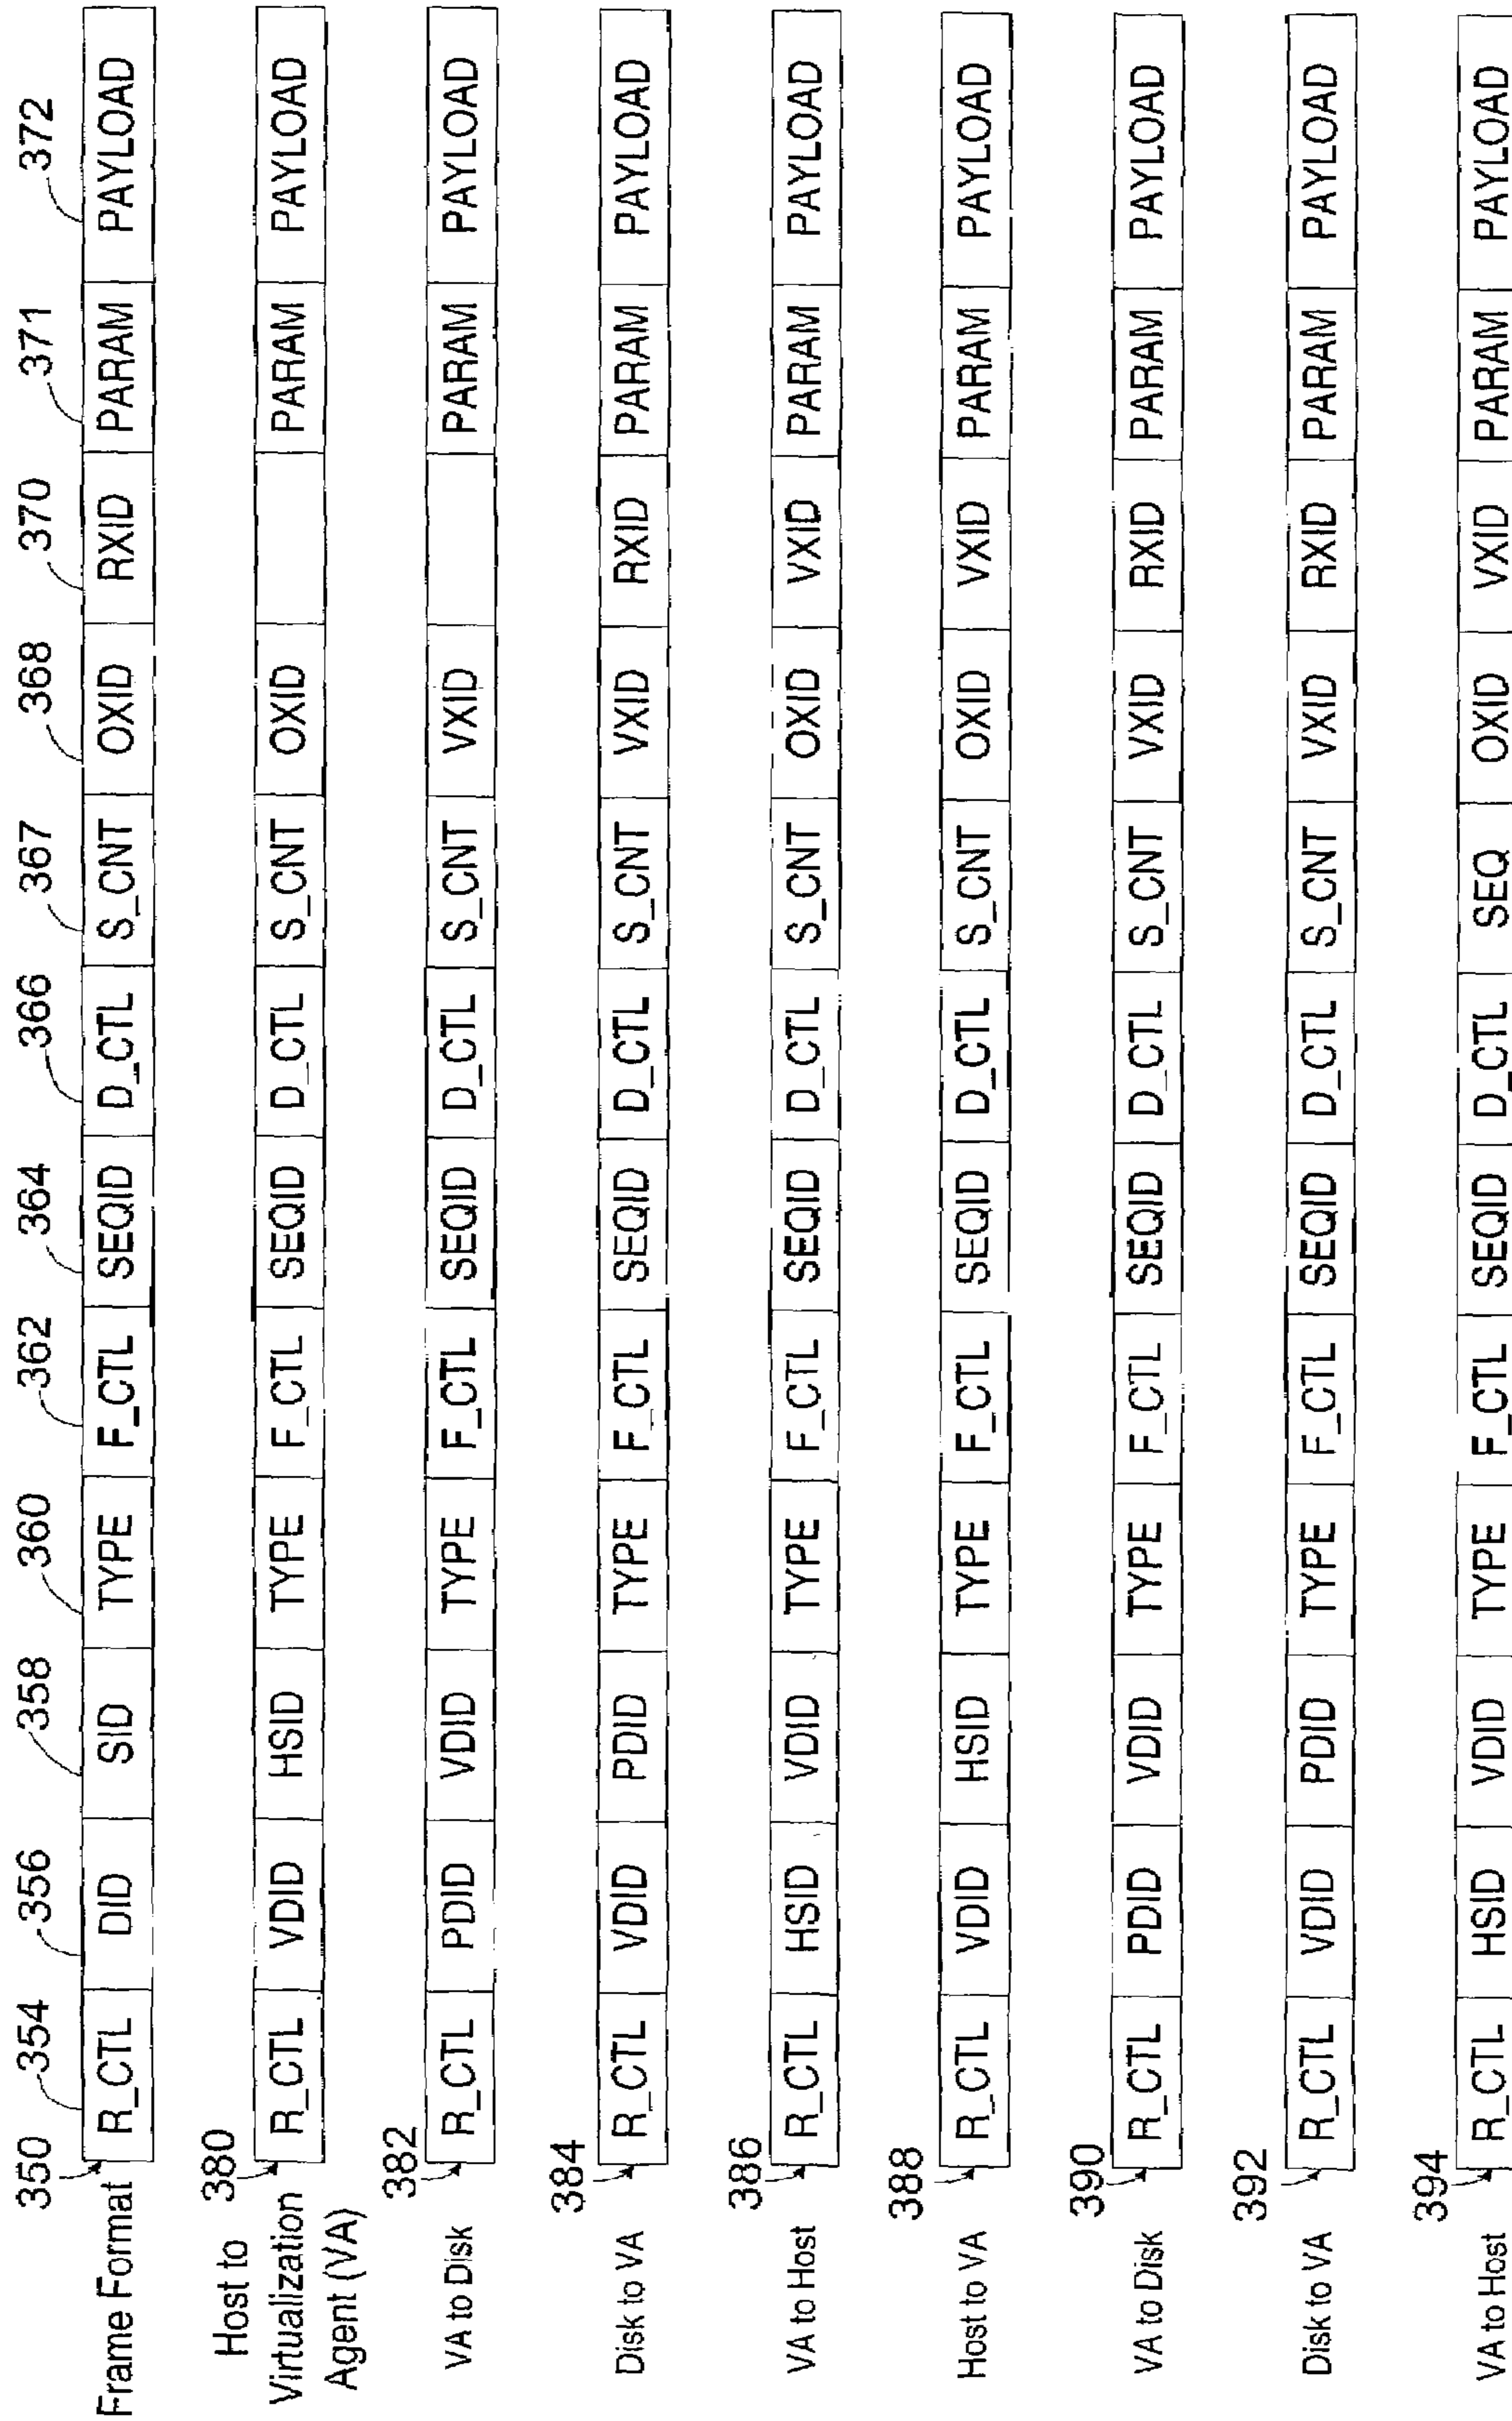 350 354 356 358 360 362 364 366 367 368 370 371 372
Frame Format R_CTL DID SID TYPE F_CTL SEQID D_CTL S_CNT OXID RXID PARAM PAYLOAD
380
Host to
Virtualization
Agent (VA)
R_CTL VDID HSID TYPE F_CTL SEQID D_CTL S_CNT OXID PARAM PAYLOAD
382
VA to Disk R_CTL PDID VDID TYPE F_CTL SEQID D_CTL S_CNT VXID PARAM PAYLOAD
384
Disk to VA R_CTL VDID PDID TYPE F_CTL SEQID D_CTL S_CNT VXID RXID PARAM PAYLOAD
386
VA to Host R_CTL HSID VDID TYPE F_CTL SEQID D_CTL S_CNT OXID VXID PARAM PAYLOAD
388
Host to VA R_CTL VDID HSID TYPE F_CTL SEQID D_CTL S_CNT OXID VXID PARAM PAYLOAD
390
VA to Disk R_CTL PDID VDID TYPE F_CTL SEQID D_CTL S_CNT VXID RXID PARAM PAYLOAD
392
Disk to VA R_CTL VDID PDID TYPE F_CTL SEQID D_CTL S_CNT VXID RXID PARAM PAYLOAD
394
VA to Host R_CTL HSID VDID TYPE F_CTL SEQID D_CTL SEQ OXID VXID PARAM PAYLOAD